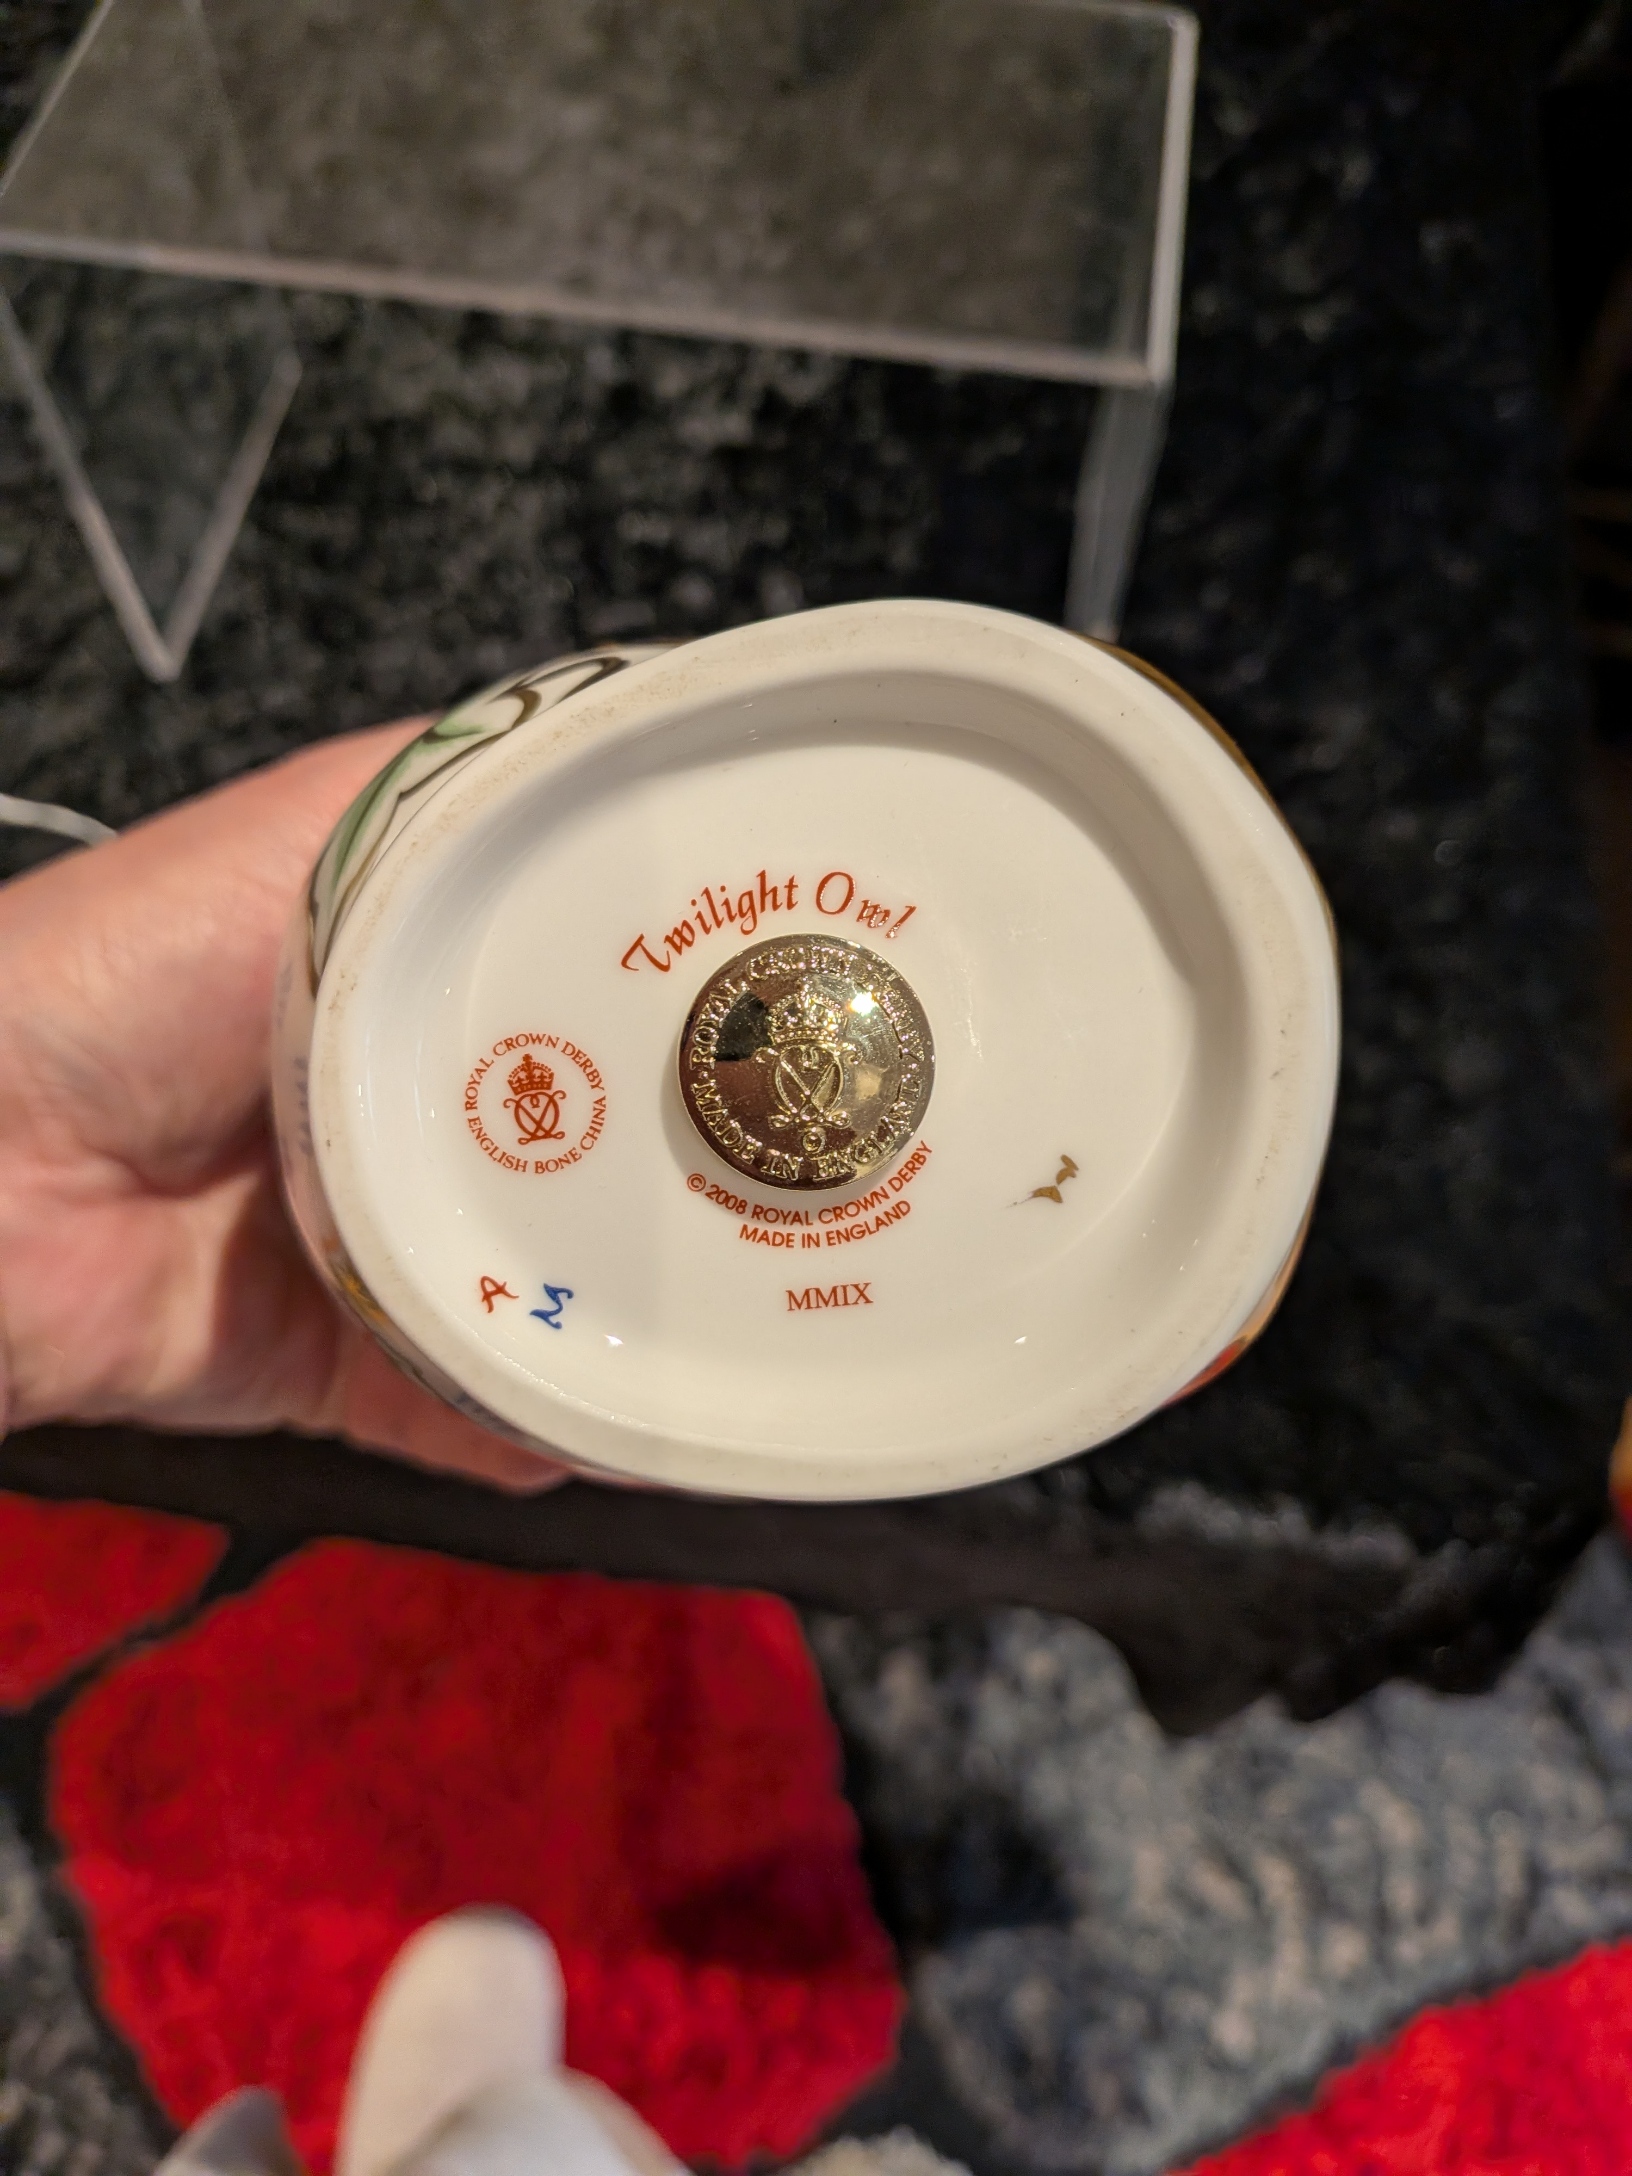 Twilight Owl
ROYAL CROWN DERBY
ENGLISH BONE CHINA
ROYAL CROWN DERBY
MADE IN ENGLAND
© 2008 ROYAL CROWN DERBY
MADE IN ENGLAND
MMIX
A
M